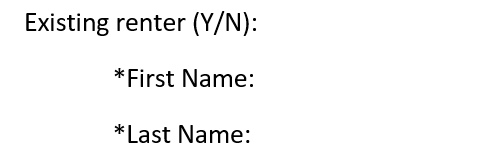 Existing renter (Y/N):
*First Name:
*Last Name: